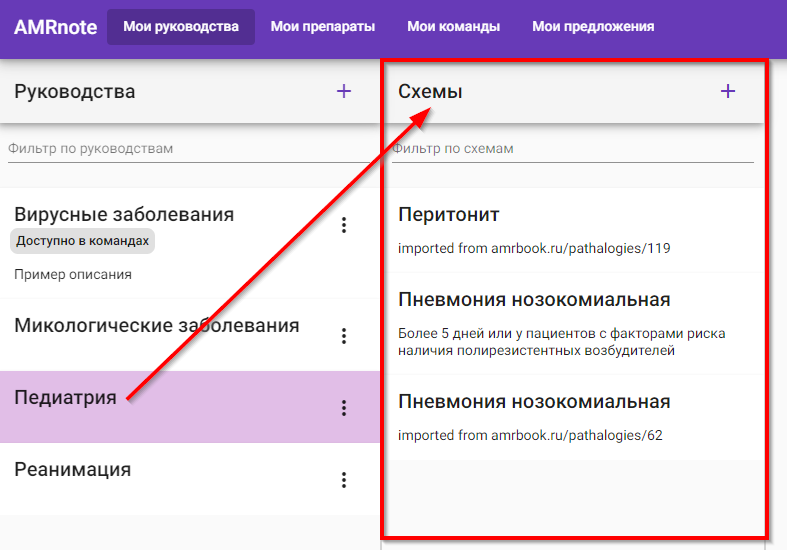 AMRnote Мои руководства Мои препараты Мои команды Мои предложения
Руководства
Фильтр по руководствам
Вирусные заболевания
Доступно в командах
Пример описания
Микологические заболевания
Педиатрия
Реанимация
Схемы
Фильтр по схемам
Перитонит
imported from amrbook.ru/pathalogies/119
Пневмония нозокомиальная
Более 5 дней или у пациентов с факторами риска
наличия полирезистентных возбудителей
Пневмония нозокомиальная
imported from amrbook.ru/pathalogies/62